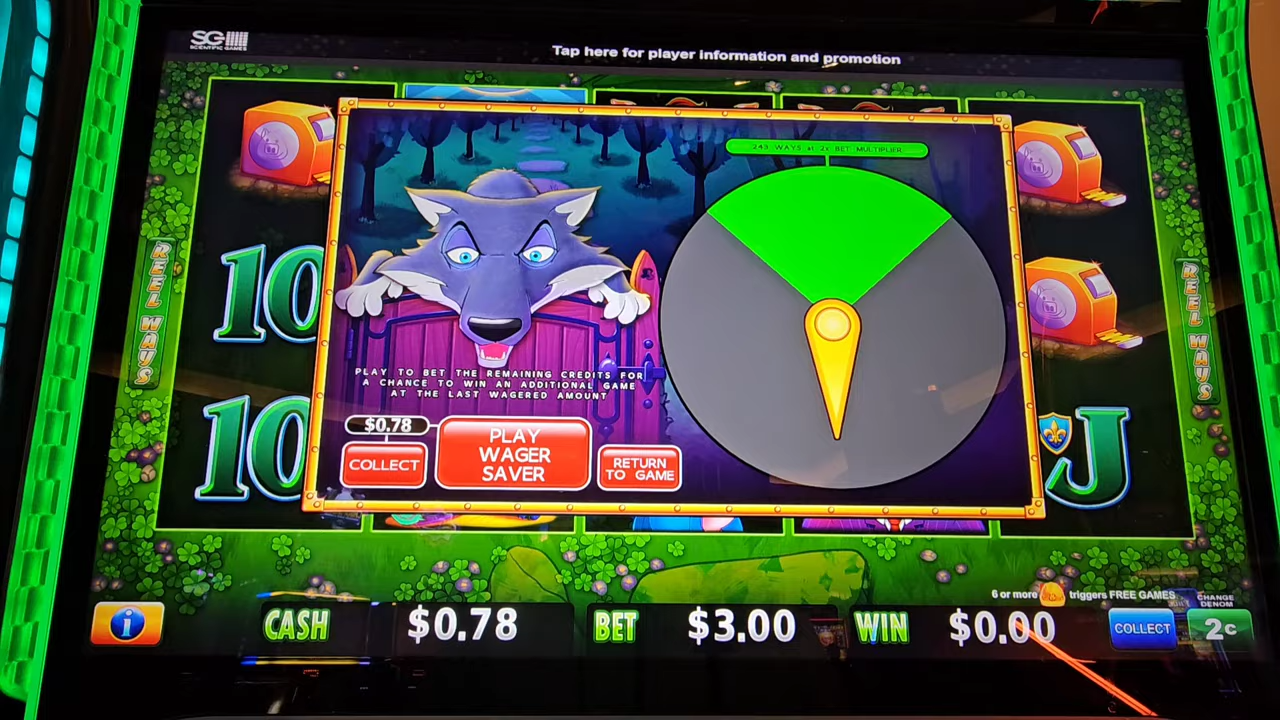 SG
SCIENTIFIC GAMES
Tap here for player information and promotion
243 WAYS at 2x BET MULTIPLIER
REEL WAYS
REEL WAYS
10
10
J
PLAY TO BET THE REMAINING CREDITS FOR
A CHANCE TO WIN AN ADDITIONAL GAME
AT THE LAST WAGERED AMOUNT
$0.78
COLLECT
PLAY
WAGER
SAVER
RETURN
TO GAME
6 or more triggers FREE GAMES
CHANGE
DENOM
i
CASH $0.78 BET $3.00 WIN $0.00 COLLECT 2¢